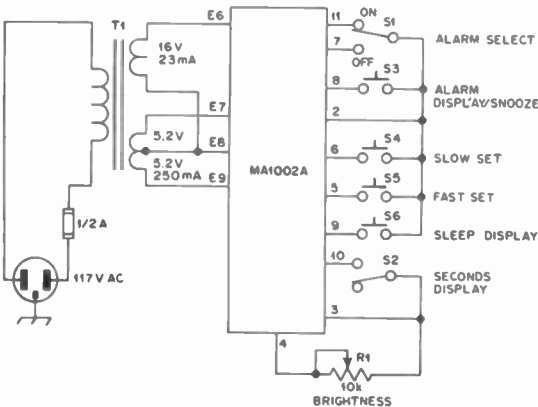 T1
E6
16V
23mA
E7
5.2V
E8
5.2V
250mA
E9
1/2A
117V AC
MA1002A
11
ON
S1
7
OFF
ALARM SELECT
8
S3
ALARM
DISPLAY/SNOOZE
2
6
S4
SLOW SET
5
S5
FAST SET
9
S6
SLEEP DISPLAY
10
S2
SECONDS
DISPLAY
3
4
R1
10k
BRIGHTNESS